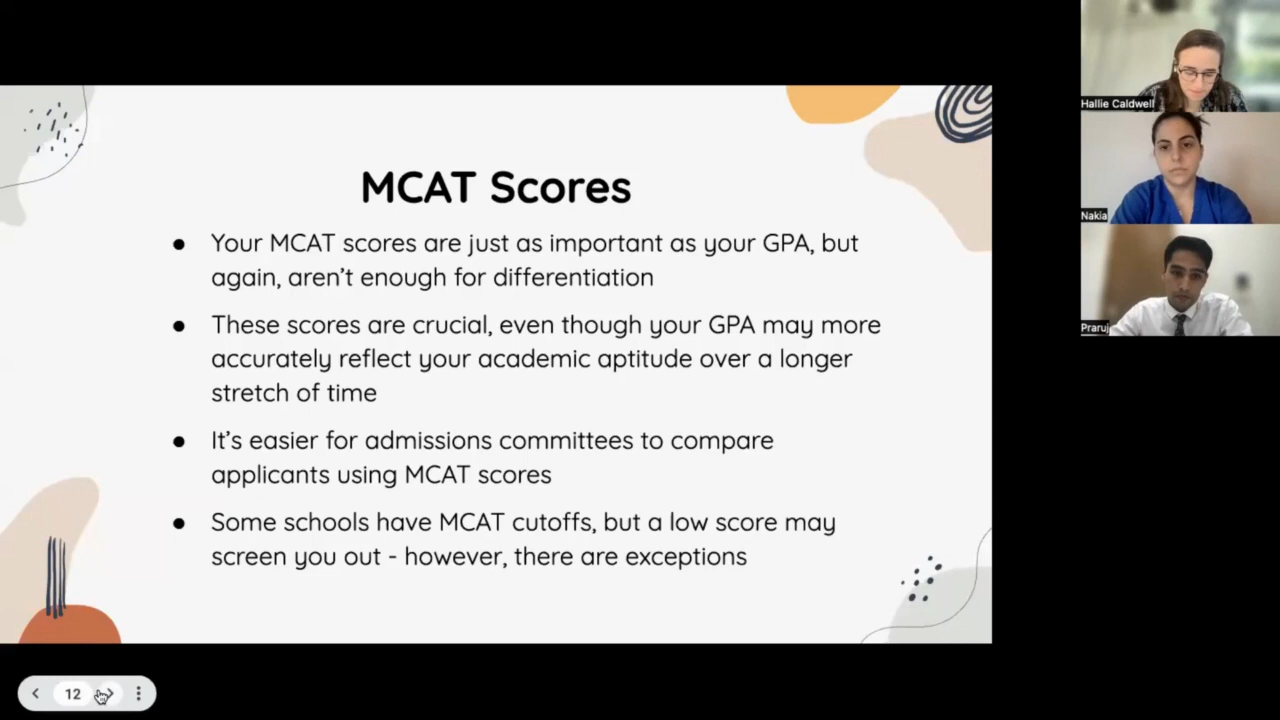 MCAT Scores
● Your MCAT scores are just as important as your GPA, but
again, aren't enough for differentiation
● These scores are crucial, even though your GPA may more
accurately reflect your academic aptitude over a longer
stretch of time
● It's easier for admissions committees to compare
applicants using MCAT scores
● Some schools have MCAT cutoffs, but a low score may
screen you out - however, there are exceptions
Hallie Caldwell
Nakia
Praruj
12